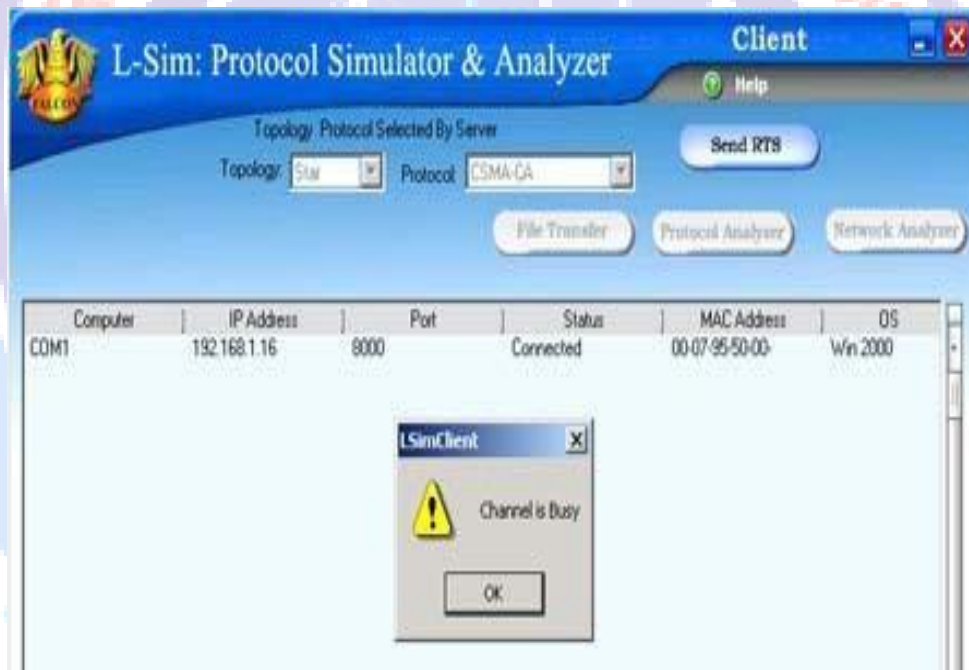 Client
L-Sim: Protocol Simulator & Analyzer
FALCON
Help
Topology Protocol Selected By Server
Send RTS
Topology: Star Protocol: CSMA-CA
File Transfer Protocol Analyzer Network Analyzer
Computer IP Address Port Status MAC Address OS
COM1 192.168.1.16 8000 Connected 00-07-95-50-00- Win 2000
LSimClient
Channel is Busy
OK